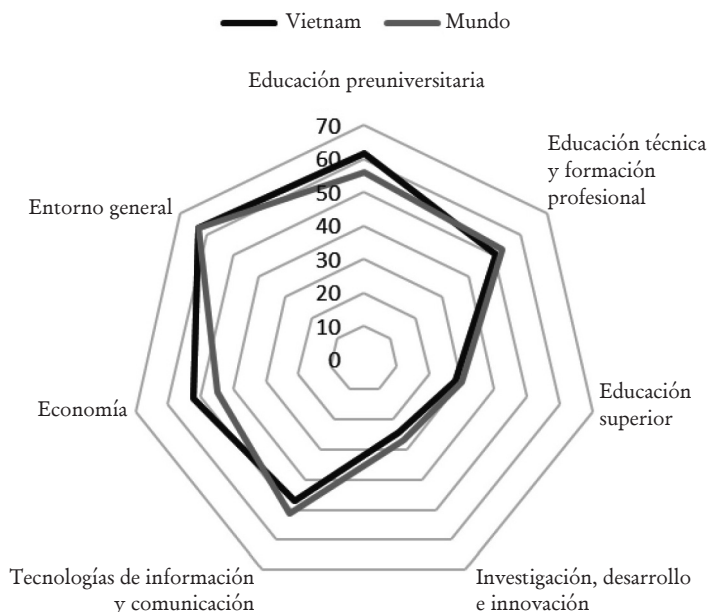 Vietnam
Mundo
Educación preuniversitaria
Educación técnica
y formación
profesional
Entorno general
70
60
50
40
30
20
10
0
Economía
Educación
superior
Tecnologías de información
y comunicación
Investigación, desarrollo
e innovación